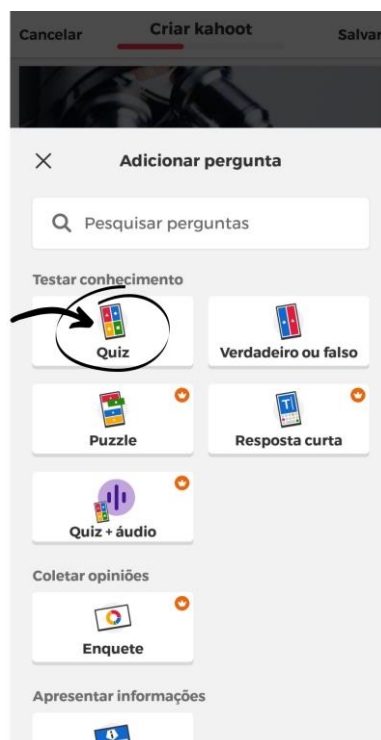 Cancelar Criar kahoot Salvar
Adicionar pergunta
Pesquisar perguntas
Testar conhecimento
Quiz Verdadeiro ou falso
Puzzle Resposta curta
Quiz + áudio
Coletar opiniões
Enquete
Apresentar informações